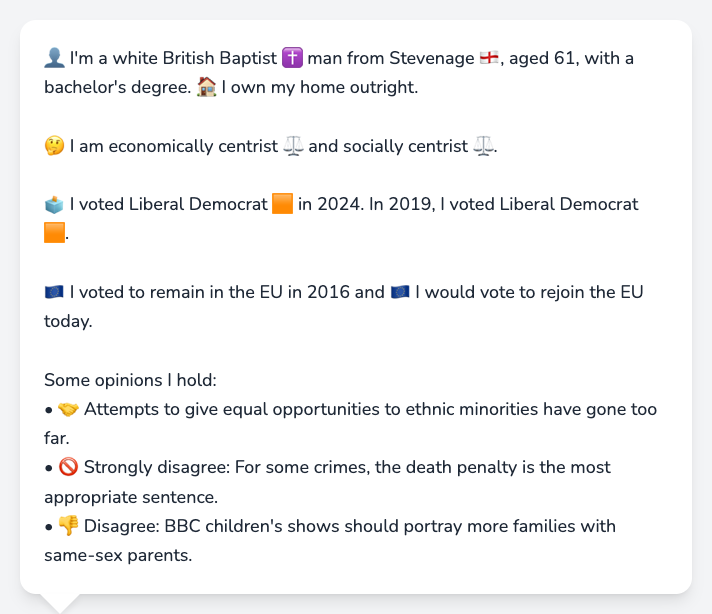 👤 I'm a white British Baptist ✝️ man from Stevenage 🏴󠁧󠁢󠁥󠁮󠁧󠁿, aged 61, with a
bachelor's degree. 🏠 I own my home outright.
🤔 I am economically centrist ⚖️ and socially centrist ⚖️.
🗳️ I voted Liberal Democrat 🟧 in 2024. In 2019, I voted Liberal Democrat
🟧.
🇪🇺 I voted to remain in the EU in 2016 and 🇪🇺 I would vote to rejoin the EU
today.
Some opinions I hold:
• 🤝 Attempts to give equal opportunities to ethnic minorities have gone too
far.
• 🚫 Strongly disagree: For some crimes, the death penalty is the most
appropriate sentence.
• 👎 Disagree: BBC children's shows should portray more families with
same-sex parents.